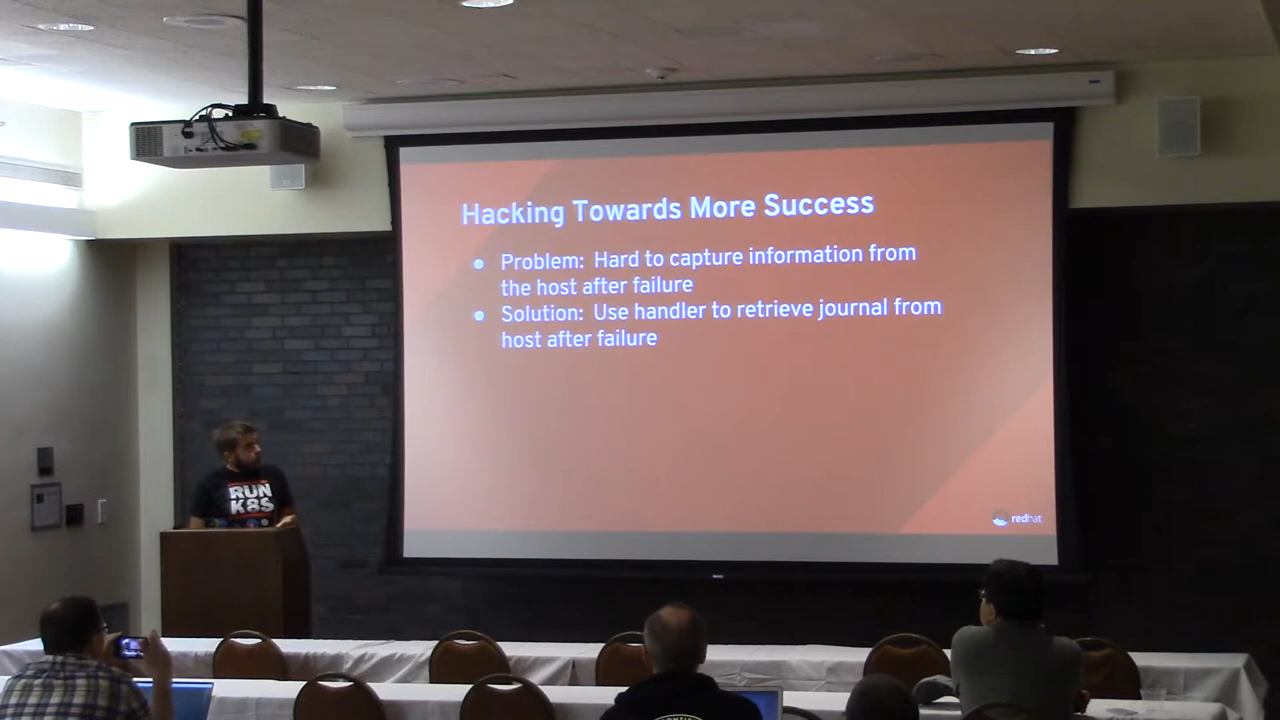 Hacking Towards More Success
Problem: Hard to capture information from
the host after failure
Solution: Use handler to retrieve journal from
host after failure
redhat
RUN
K8S